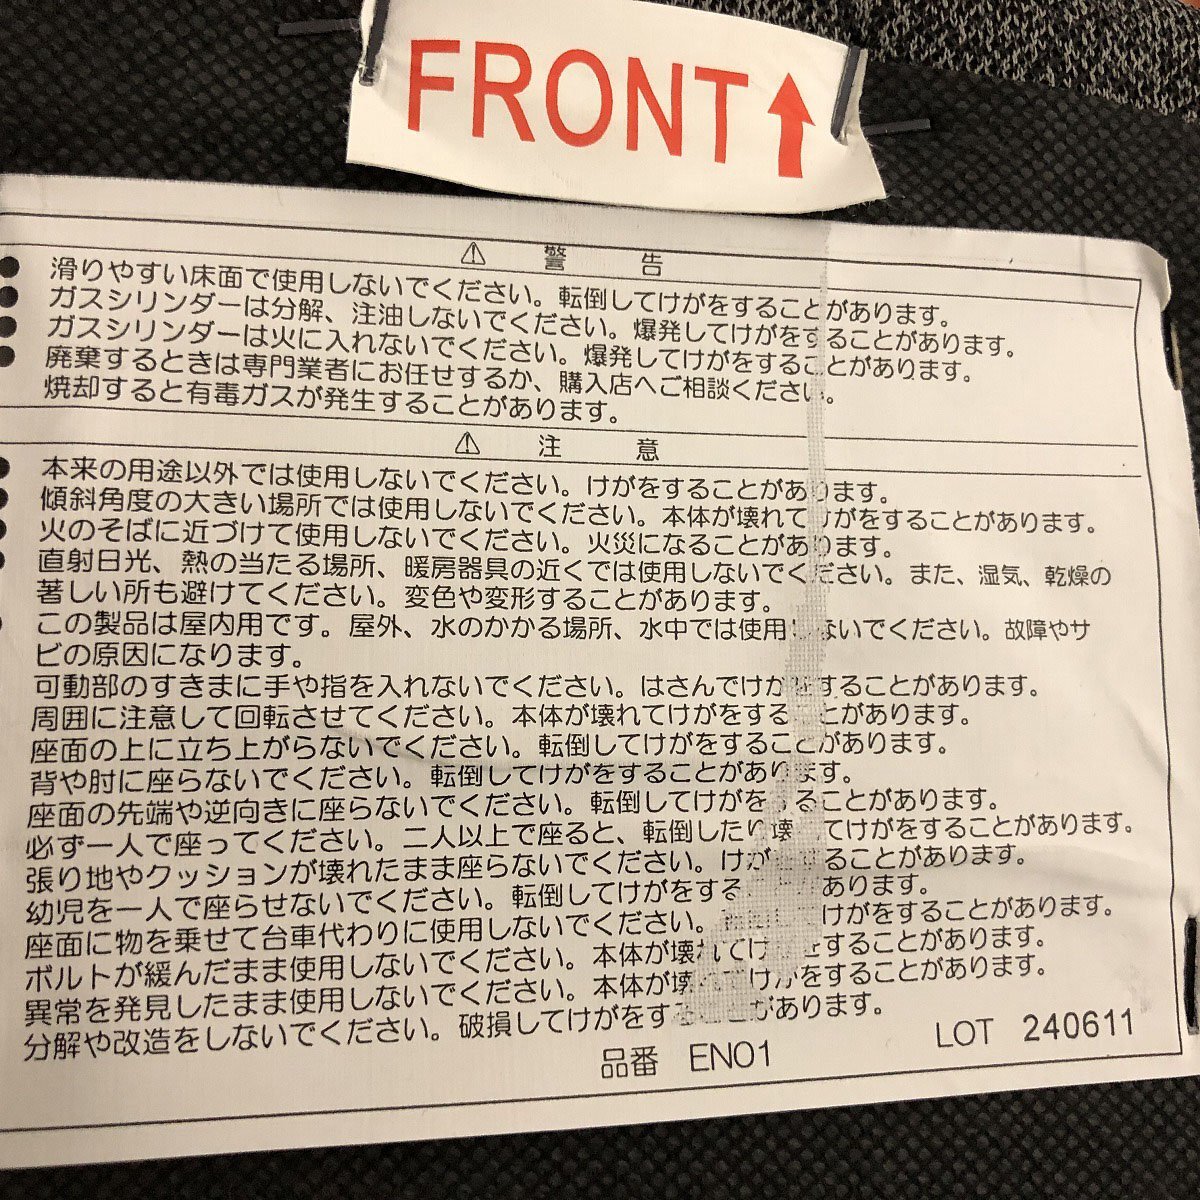 FRONT↑
⚠ 警 告
● 滑りやすい床面で使用しないでください。転倒してけがをすることがあります。
● ガスシリンダーは分解、注油しないでください。爆発してけがをすることがあります。
● ガスシリンダーは火に入れないでください。爆発してけがをすることがあります。
● 廃棄するときは専門業者にお任せするか、購入店へご相談ください。
焼却すると有毒ガスが発生することがあります。
⚠ 注 意
● 本来の用途以外では使用しないでください。けがをすることがあります。
● 傾斜角度の大きい場所では使用しないでください。本体が壊れてけがをすることがあります。
● 火のそばに近づけて使用しないでください。火災になることがあります。
● 直射日光、熱の当たる場所、暖房器具の近くでは使用しないでください。また、湿気、乾燥の
著しい所も避けてください。変色や変形することがあります。
この製品は屋内用です。屋外、水のかかる場所、水中では使用しないでください。故障やサ
ビの原因になります。
可動部のすきまに手や指を入れないでください。はさんでけがをすることがあります。
周囲に注意して回転させてください。本体が壊れてけがをすることがあります。
座面の上に立ち上がらないでください。転倒してけがをすることがあります。
背や肘に座らないでください。転倒してけがをすることがあります。
座面の先端や逆向きに座らないでください。転倒してけがをすることがあります。
必ず一人で座ってください。二人以上で座ると、転倒したり壊れてけがをすることがあります。
張り地やクッションが壊れたまま座らないでください。けがをすることがあります。
幼児を一人で座らせないでください。転倒してけがをすることがあります。
座面に物を乗せて台車代わりに使用しないでください。けがをすることがあります。
ボルトが緩んだまま使用しないでください。本体が壊れてけがをすることがあります。
異常を発見したまま使用しないでください。本体が壊れてけがをすることがあります。
分解や改造をしないでください。破損してけがをすることがあります。
品番 EN01
LOT 240611